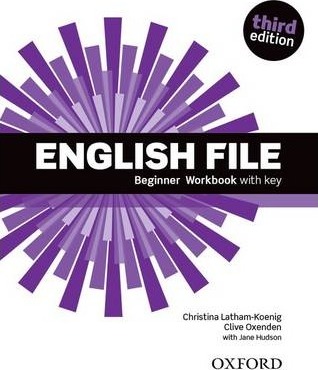 third
edition
ENGLISH FILE
Beginner Workbook with key
Christina Latham-Koenig
Clive Oxenden
with Jane Hudson
OXFORD